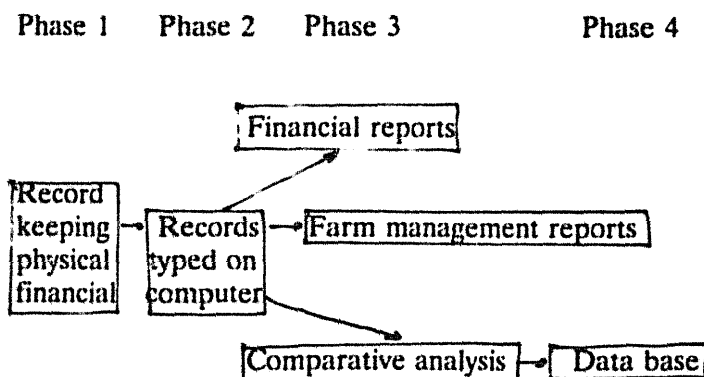 Phase 1 Phase 2 Phase 3 Phase 4
Financial reports
Record
keeping
physical
financial
Records
typed on
computer
Farm management reports
Comparative analysis
Data base